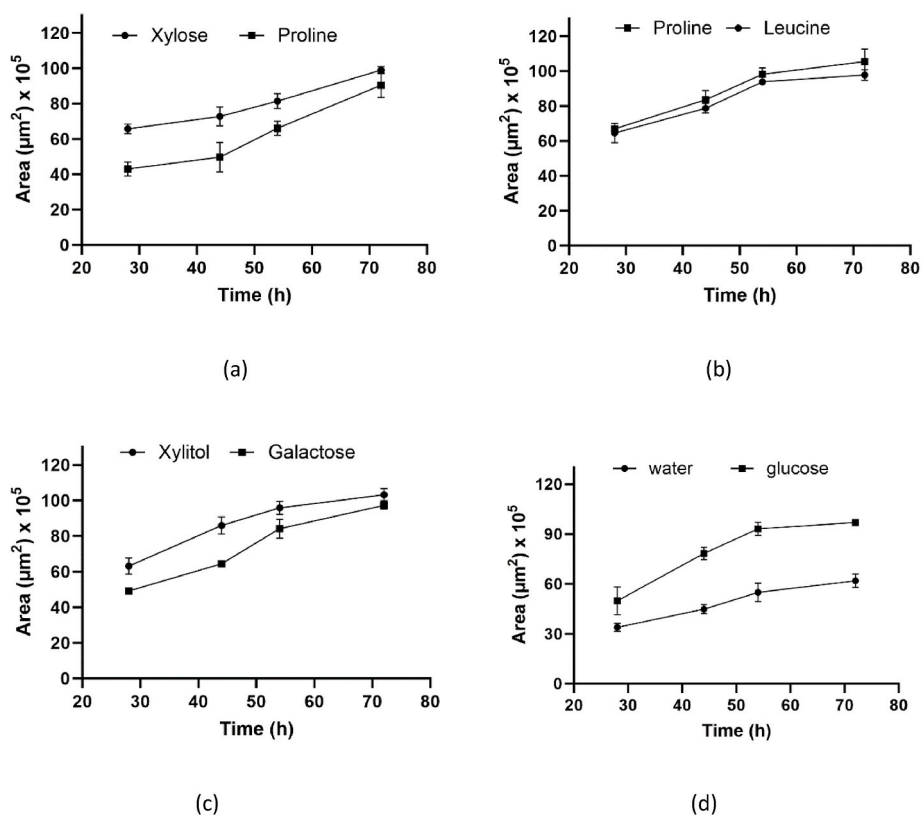 Xylose Proline
Area (µm²) x 10⁵
120
100
80
60
40
20
0
20 30 40 50 60 70 80
Time (h)
(a)
Proline Leucine
Area (µm²) x 10⁵
120
100
80
60
40
20
0
20 30 40 50 60 70 80
Time (h)
(b)
Xylitol Galactose
Area (µm²) x 10⁵
120
100
80
60
40
20
0
20 30 40 50 60 70 80
Time (h)
(c)
water glucose
Area (µm²) x 10⁵
120
90
60
30
0
20 30 40 50 60 70 80
Time (h)
(d)